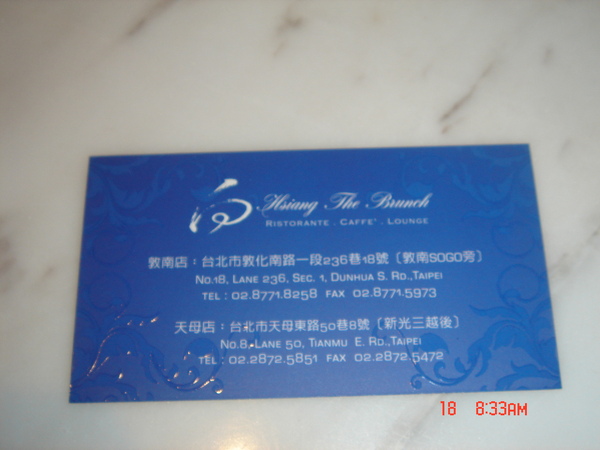 向
Hsiang The Brunch
RISTORANTE . CAFFE' . LOUNGE
敦南店：台北市敦化南路一段236巷18號〔敦南SOGO旁〕
NO.18, LANE 236, SEC. 1, DUNHUA S. RD.,TAIPEI
TEL : 02.8771.8258 FAX 02.8771.5973
天母店：台北市天母東路50巷8號〔新光三越後〕
NO.8,LANE 50, TIANMU E. RD.,TAIPEI
TEL : 02.2872.5851 FAX 02.2872.5472
18 8:33AM